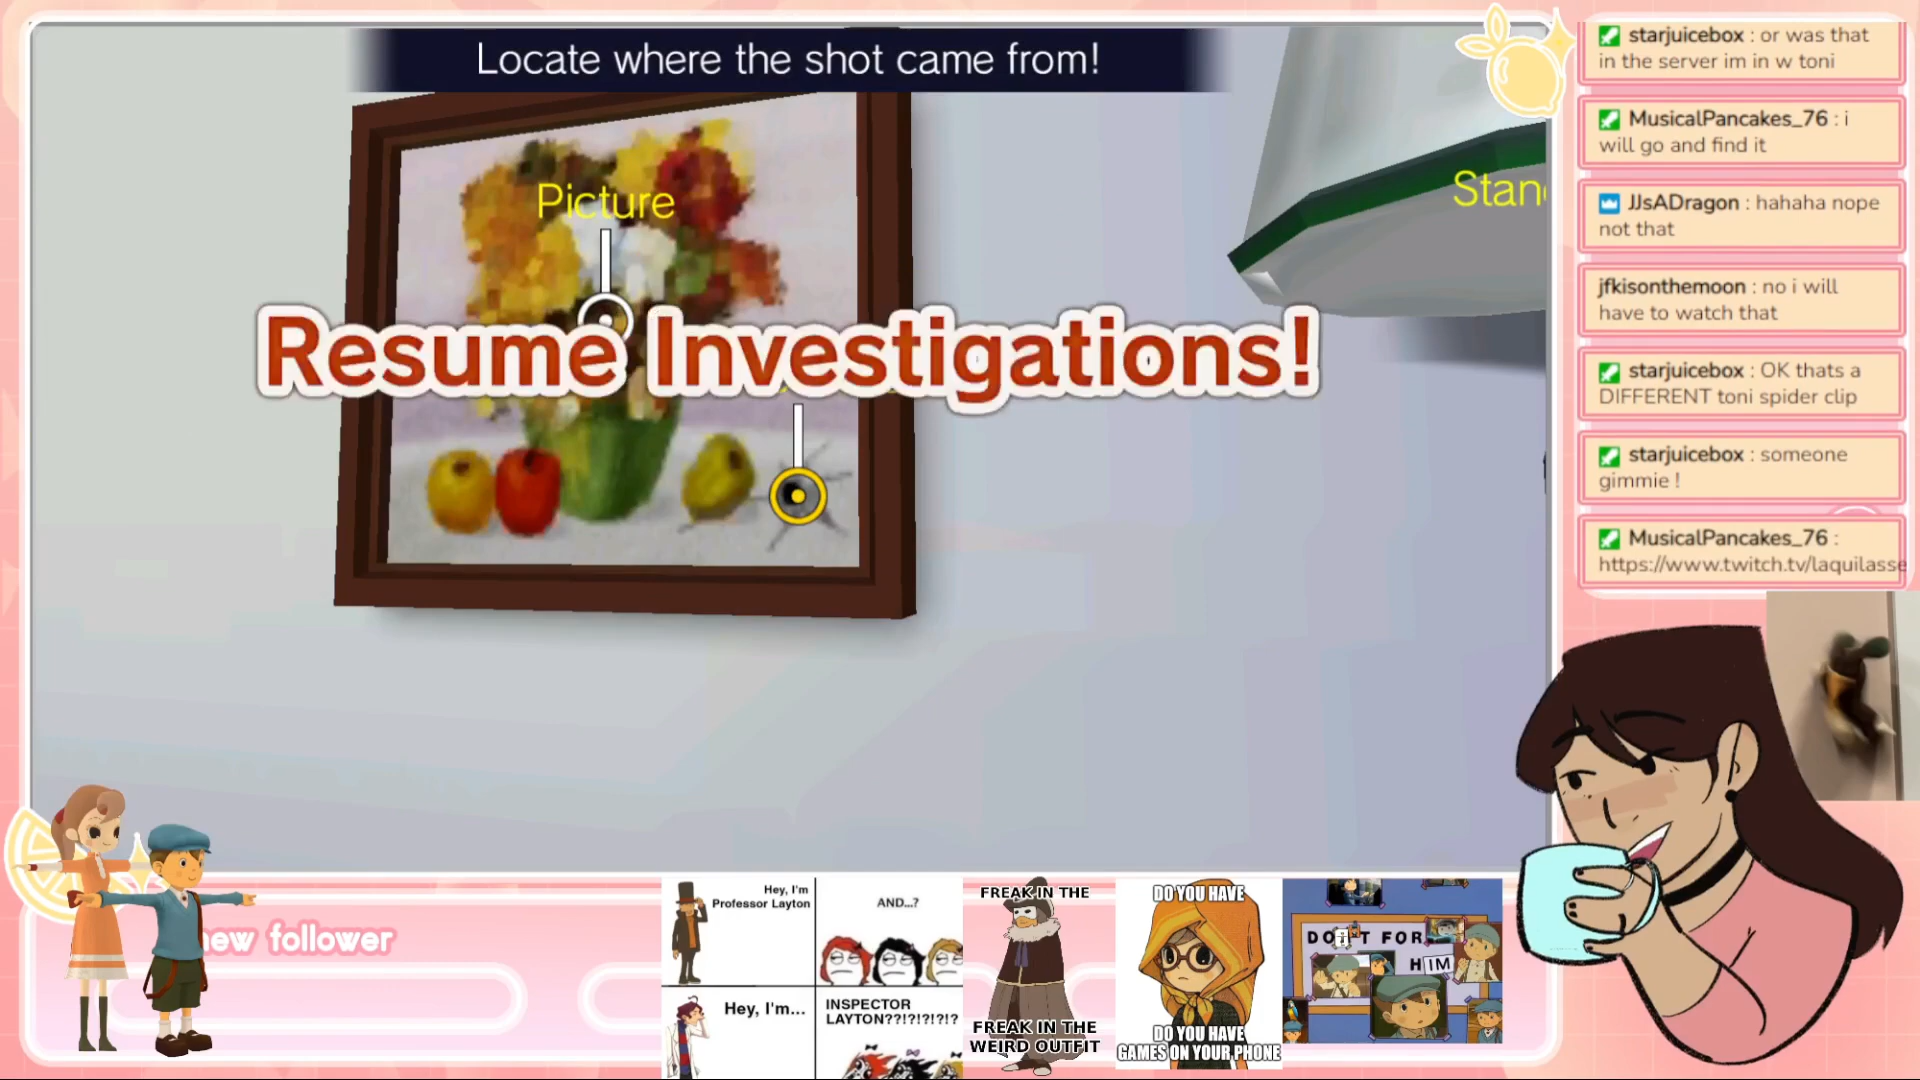 Locate where the shot came from!
Picture
Stan
Resume Investigations!
starjuicebox : or was that
in the server im in w toni
MusicalPancakes_76 : i
will go and find it
JJsADragon : hahaha nope
not that
jfkisonthemoon : no i will
have to watch that
starjuicebox : OK thats a
DIFFERENT toni spider clip
starjuicebox : someone
gimmie !
MusicalPancakes_76 :
https://www.twitch.tv/laquilasse
new follower
Hey, I'm
Professor Layton
AND...?
Hey, I'm...
INSPECTOR
LAYTON??!?!?!?!?
FREAK IN THE
FREAK IN THE
WEIRD OUTFIT
DO YOU HAVE
DO YOU HAVE
GAMES ON YOUR PHONE
HIM